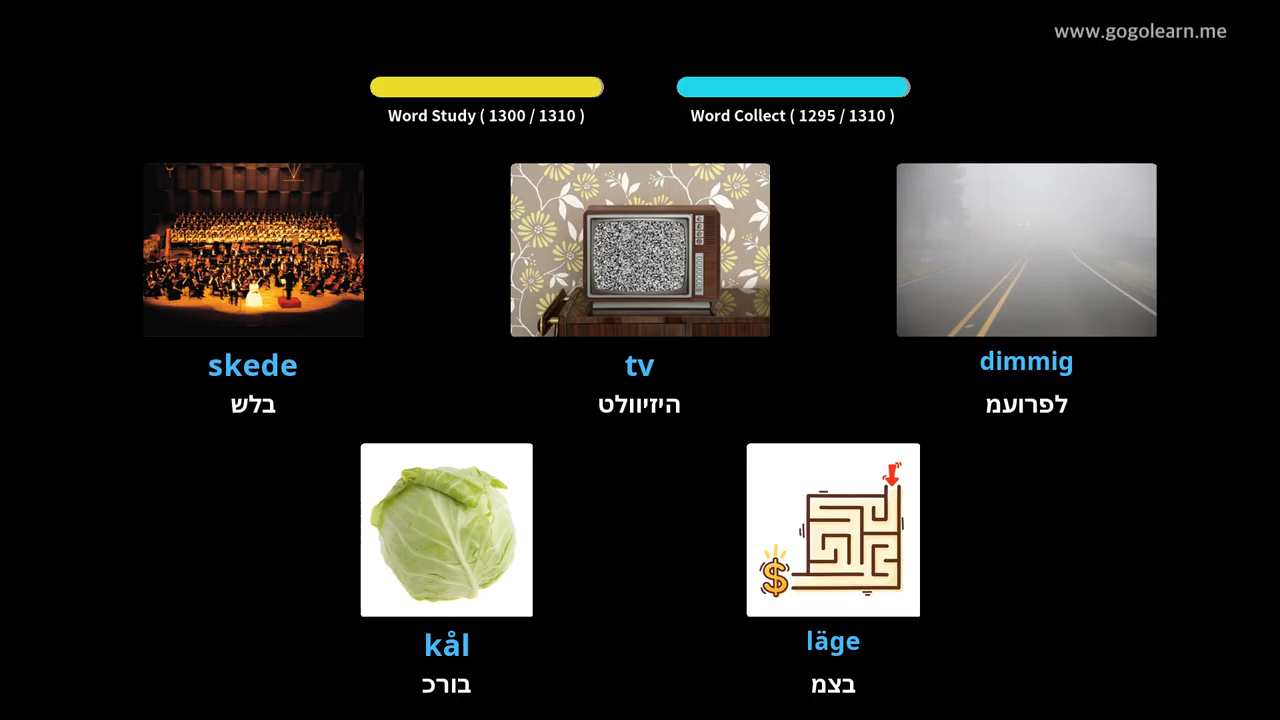 www.gogolearn.me
Word Study ( 1300 / 1310 )
Word Collect ( 1295 / 1310 )
skede
בלש
tv
היזיוולט
dimmig
לפרועמ
kål
בורכ
läge
בצמ